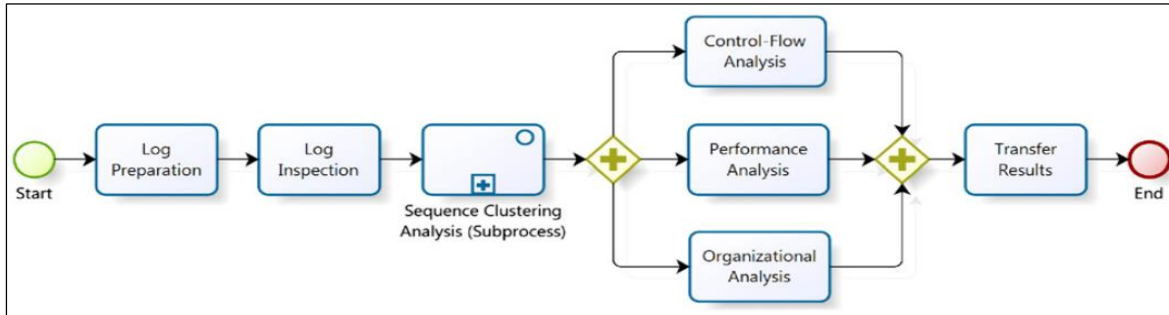 Start
Log
Preparation
Log
Inspection
Sequence Clustering
Analysis (Subprocess)
Control-Flow
Analysis
Performance
Analysis
Organizational
Analysis
Transfer
Results
End